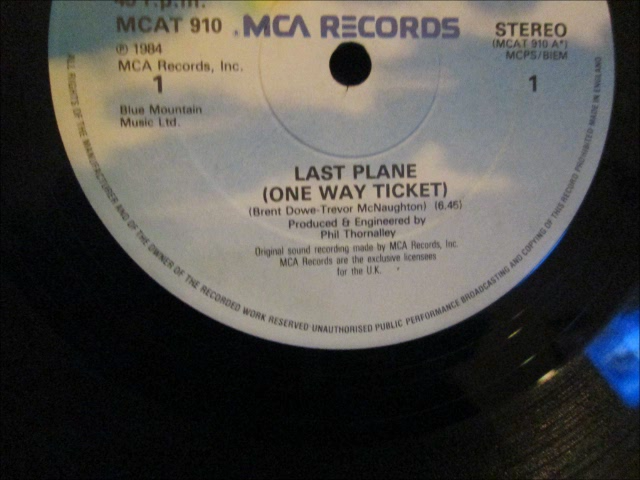 45 r.p.m.
MCAT 910
MCA RECORDS
STEREO
(MCAT 910 A*)
MCPS/BIEM
℗ 1984
MCA Records, Inc.
1
1
Blue Mountain
Music Ltd.
LAST PLANE
(ONE WAY TICKET)
(Brent Dowe-Trevor McNaughton) (6.45)
Produced & Engineered by
Phil Thornalley
Original sound recording made by MCA Records, Inc.
MCA Records are the exclusive licensees
for the U.K.
ALL RIGHTS OF THE MANUFACTURER AND OF THE OWNER OF THE RECORDED WORK RESERVED UNAUTHORISED PUBLIC PERFORMANCE BROADCASTING AND COPYING OF THIS RECORD PROHIBITED MADE IN ENGLAND